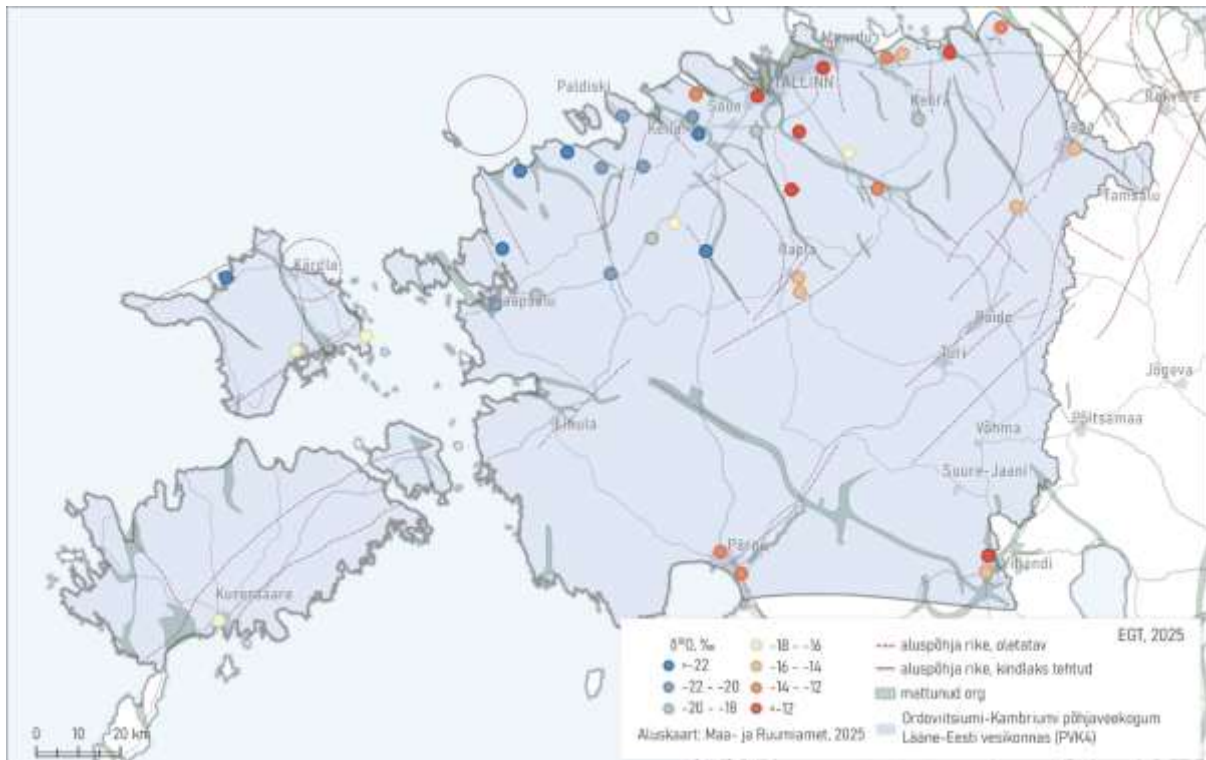 Maardu
Paldiski
TALLINN
Saue
Rakvere
Keila
Kehra
Tapa
Tamsalu
Rapla
Kärdla
Haapsalu
Paide
Türi
Jõgeva
Lihula
Võhma
Põltsamaa
Suure-Jaani
Pärnu
Viljandi
Kuressaare
EGT, 2025
δ¹⁸O, ‰
-18 - -16
-16 - -14
-22 - -20
-14 - -12
-20 - -18
aluspõhja rike, oletatav
aluspõhja rike, kindlaks tehtud
mattunud org
Ordoviitsiumi-Kambriumi põhjaveekogum
Lääne-Eesti vesikonnas (PVK4)
0 10 20 km
Aluskaart: Maa- ja Ruumiamet, 2025